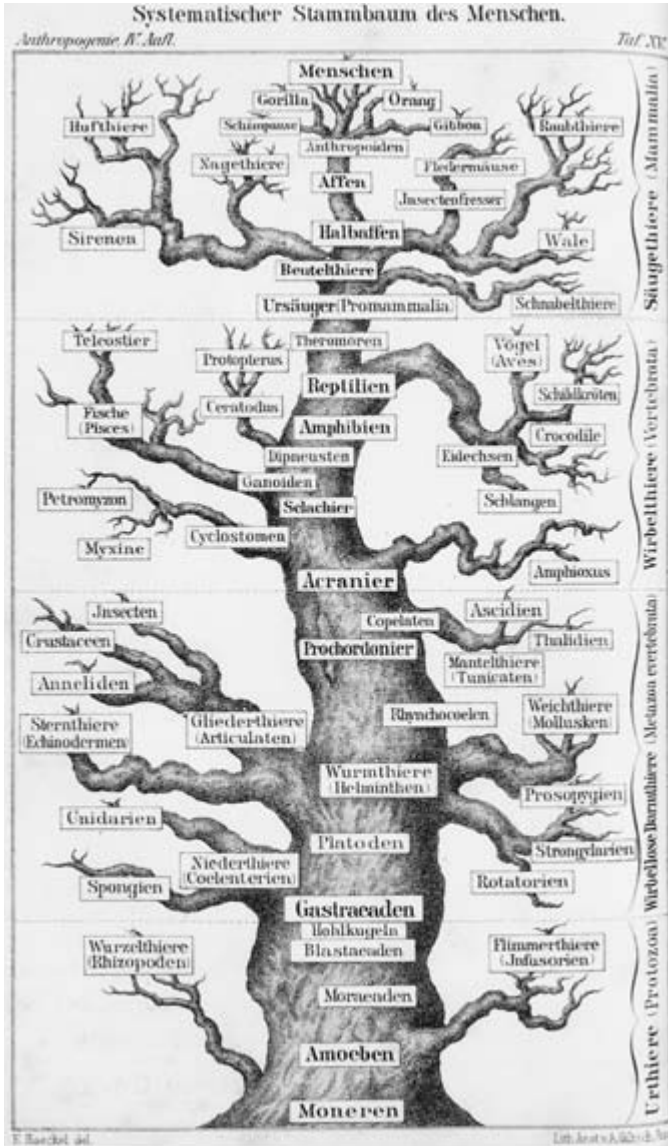 Systematischer Stammbaum des Menschen.
Anthropogenie. IV. Aufl.
Taf. XV.
Menschen
Gorilla
Orang
Schimpanse
Gibbon
Anthropoiden
Hufthiere
Raubthiere
Nagethiere
Fledermäuse
Affen
Insectenfresser
Sirenen
Halbaffen
Wale
Beutelthiere
Ursäuger (Promammalia)
Schnabelthiere
Säugethiere (Mammalia)
Teleostier
Theromoren
Protopterus
Vögel
(Aves)
Reptilien
Schildkröten
Fische
(Pisces)
Ceratodus
Amphibien
Crocodile
Dipneusten
Eidechsen
Ganoiden
Schlangen
Petromyzon
Selachier
Myxine
Cyclostomen
Acranier
Amphioxus
Wirbelthiere (Vertebrata)
Insecten
Ascidien
Copelaten
Crustaceen
Thalidien
Prochordonier
Mantelthiere
(Tunicaten)
Anneliden
Rhynchocoelen
Weichthiere
(Mollusken)
Sternthiere
(Echinodermen)
Gliederthiere
(Articulaten)
Wurmthiere
(Helminthen)
Prosopygien
Unidarien
Platoden
Strongylarien
Niederthiere
(Coelenterien)
Spongien
Rotatorien
Gastraeaden
Wirbellose Darmthiere (Metazoa evertebrata)
Hohlkugeln
Blastaeaden
Wurzelthiere
(Rhizopoden)
Flimmerthiere
(Infusorien)
Moraeaden
Amoeben
Moneren
Urthiere (Protozoa)
E. Haeckel del.